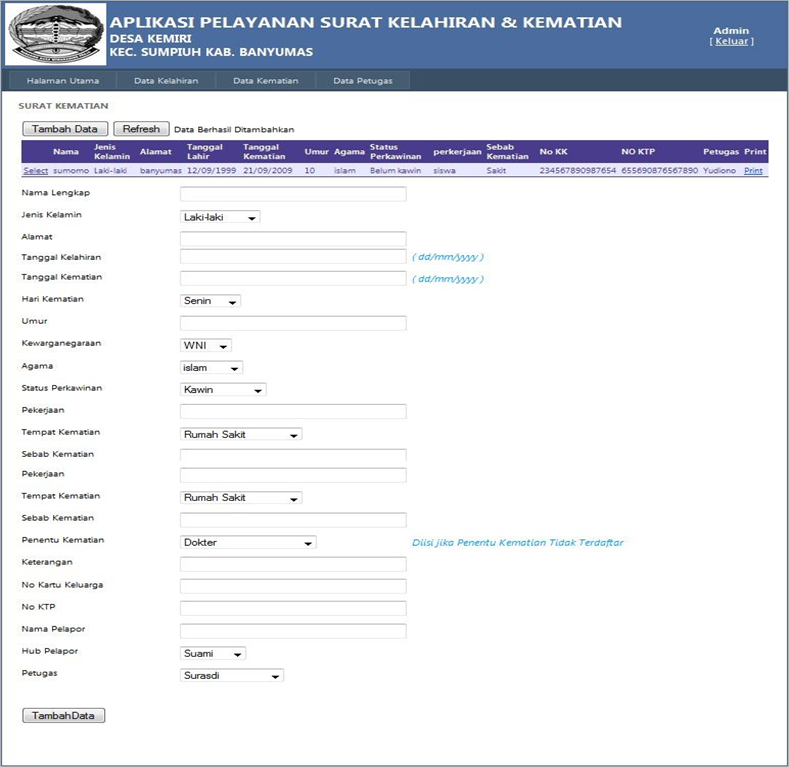 APLIKASI PELAYANAN SURAT KELAHIRAN & KEMATIAN
DESA KEMIRI
KEC. SUMPIUH KAB. BANYUMAS
Admin
[ Keluar ]
Halaman Utama Data Kelahiran Data Kematian Data Petugas
SURAT KEMATIAN
Tambah Data Refresh Data Berhasil Ditambahkan
Nama Jenis Kelamin Alamat Tanggal Lahir Tanggal Kematian Umur Agama Status Perkawinan perkerjaan Sebab Kematian No KK NO KTP Petugas Print
Select sumomo Laki-laki banyumas 12/09/1999 21/09/2009 10 islam Belum kawin siswa Sakit 234567890987654 655690876567890 Yudiono Print
Nama Lengkap
Jenis Kelamin Laki-laki
Alamat
Tanggal Kelahiran ( dd/mm/yyyy )
Tanggal Kematian ( dd/mm/yyyy )
Hari Kematian Senin
Umur
Kewarganegaraan WNI
Agama islam
Status Perkawinan Kawin
Pekerjaan
Tempat Kematian Rumah Sakit
Sebab Kematian
Pekerjaan
Tempat Kematian Rumah Sakit
Sebab Kematian
Penentu Kematian Dokter Diisi jika Penentu Kematian Tidak Terdaftar
Keterangan
No Kartu Keluarga
No KTP
Nama Pelapor
Hub Pelapor Suami
Petugas Surasdi
TambahData